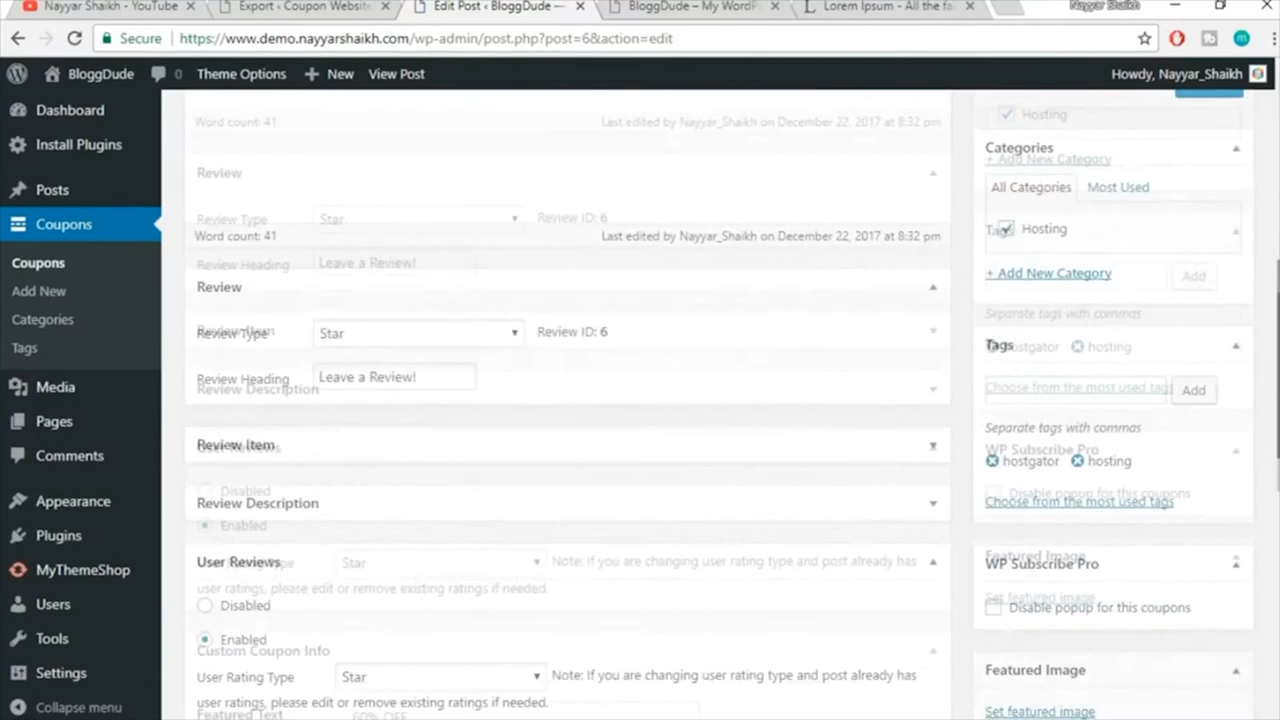 Nayyar Shaikh - YouTube
Export ‹ Coupon Website
Edit Post ‹ BloggDude —
BloggDude – My WordP
Lorem Ipsum - All the fa
Nayyar Shaikh
Secure
https://www.demo.nayyarshaikh.com/wp-admin/post.php?post=6&action=edit
BloggDude
0
Theme Options
New
View Post
Howdy, Nayyar_Shaikh
Dashboard
Install Plugins
Posts
Coupons
Coupons
Add New
Categories
Tags
Media
Pages
Comments
Appearance
Plugins
MyThemeShop
Users
Tools
Settings
Collapse menu
Word count: 41
Last edited by Nayyar_Shaikh on December 22, 2017 at 8:32 pm
Review
Review Type
Star
Review ID: 6
Word count: 41
Last edited by Nayyar_Shaikh on December 22, 2017 at 8:32 pm
Review Heading
Leave a Review!
Review
Review Type
Star
Review ID: 6
Review Item
Review Heading
Leave a Review!
Review Description
Review Item
User Reviews
Disabled
Review Description
Enabled
User Reviews
Star
Note: If you are changing user rating type and post already has
user ratings, please edit or remove existing ratings if needed.
Disabled
Enabled
Custom Coupon Info
User Rating Type
Star
Note: If you are changing user rating type and post already has
user ratings, please edit or remove existing ratings if needed.
Featured Text
60% OFF
Hosting
Categories
+ Add New Category
All Categories
Most Used
Hosting
Tags
+ Add New Category
Add
Separate tags with commas
Tags
hostgator
hosting
Choose from the most used tags
Add
Separate tags with commas
WP Subscribe Pro
hostgator
hosting
Disable popup for this coupons
Choose from the most used tags
Featured Image
WP Subscribe Pro
Set featured image
Disable popup for this coupons
Featured Image
Set featured image